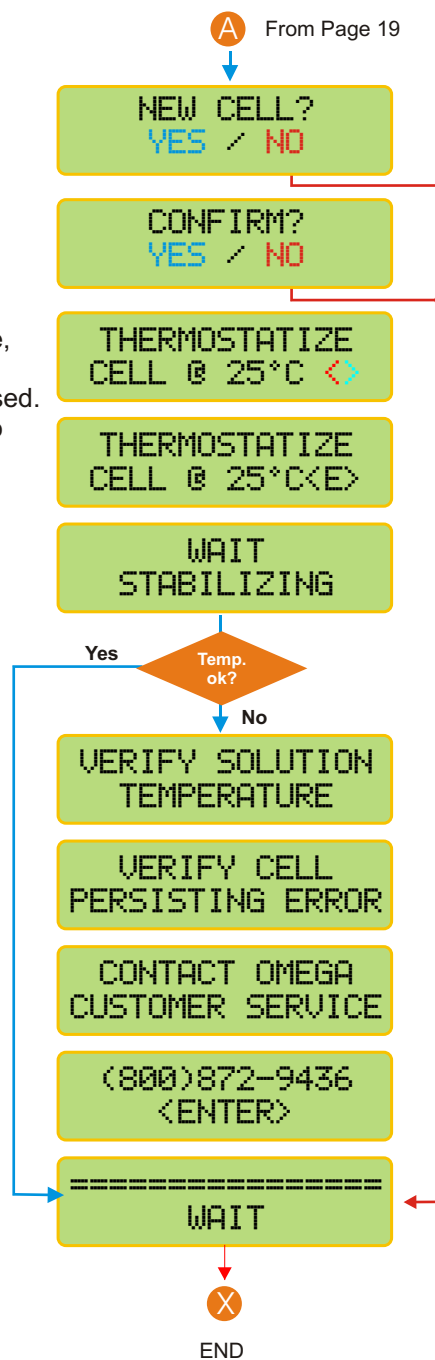 A From Page 19
NEW CELL?
YES / NO
CONFIRM?
YES / NO
THERMOSTATIZE
CELL @ 25°C <>
THERMOSTATIZE
CELL @ 25°C<E>
WAIT
STABILIZING
Yes
Temp.
ok?
No
VERIFY SOLUTION
TEMPERATURE
VERIFY CELL
PERSISTING ERROR
CONTACT OMEGA
CUSTOMER SERVICE
(800)872-9436
<ENTER>
================
WAIT
X
END